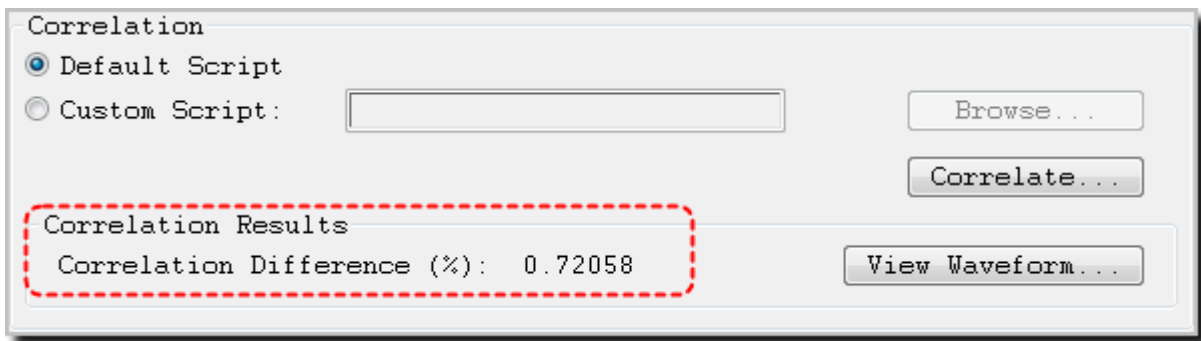 Correlation
Default Script
Custom Script:
Browse...
Correlate...
Correlation Results
Correlation Difference (%): 0.72058
View Waveform...